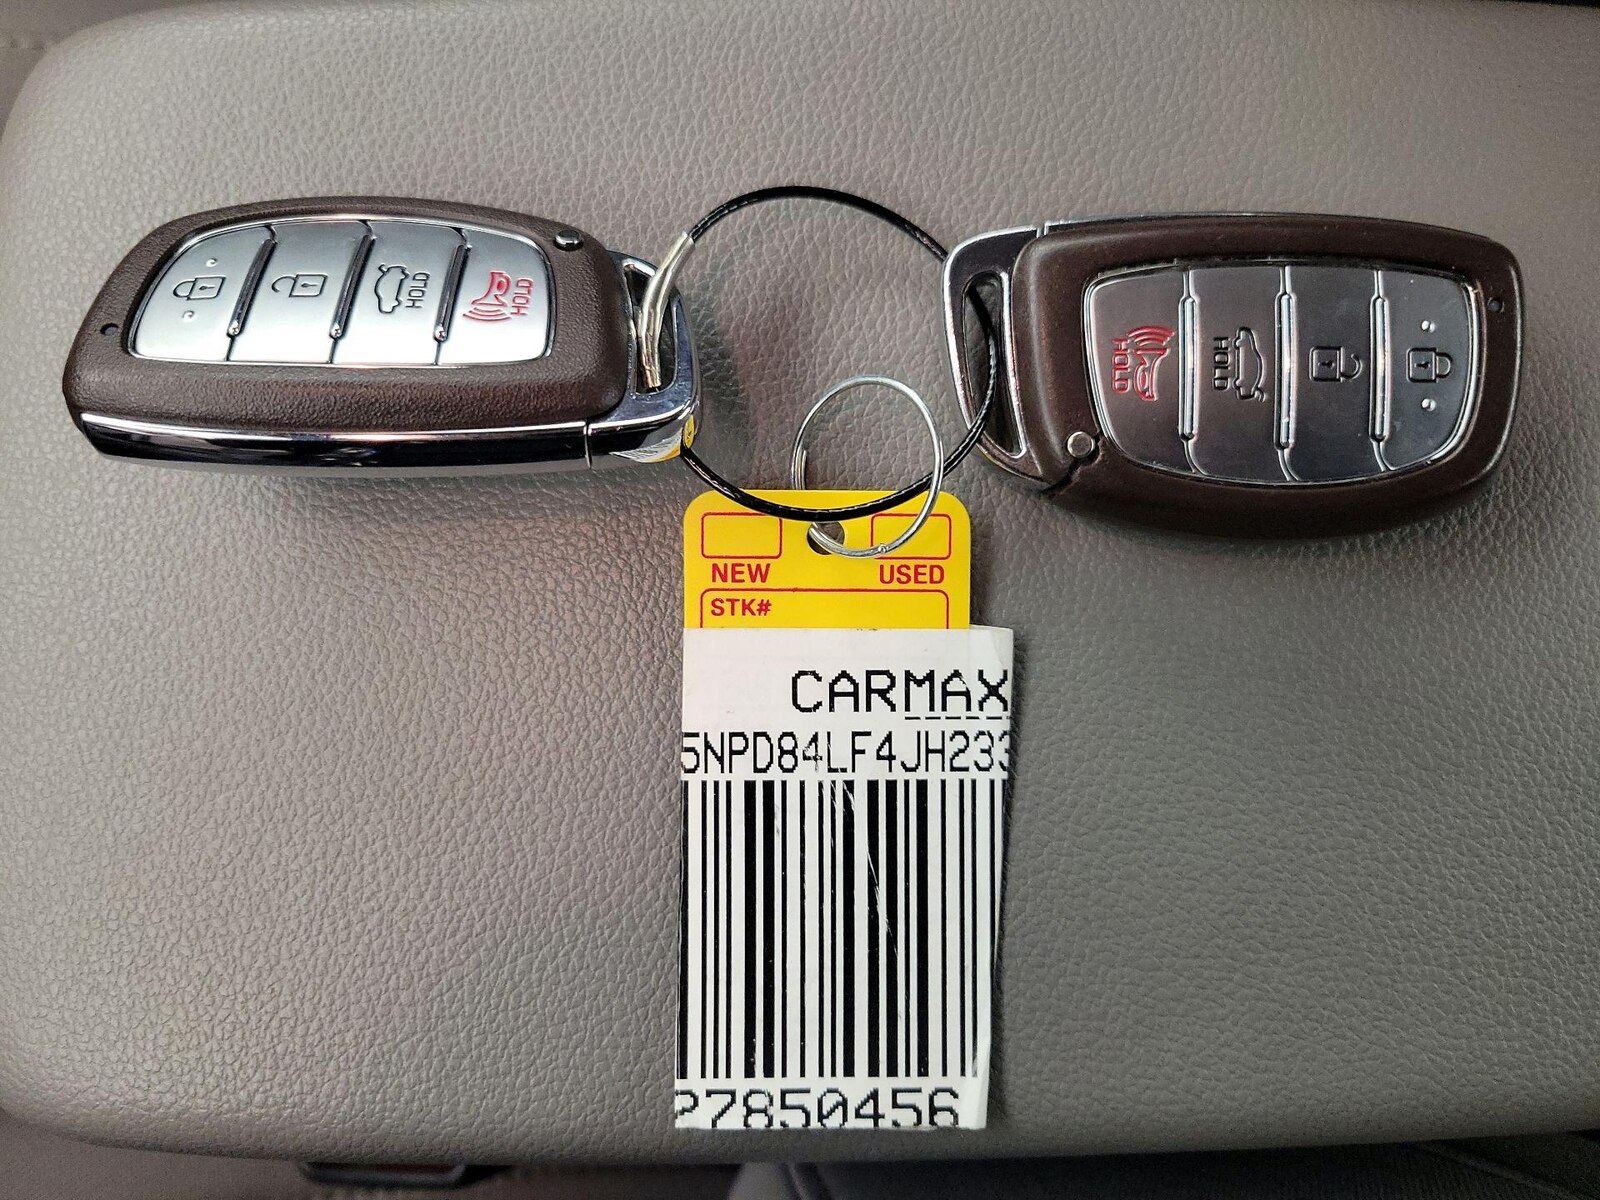 HOLD
HOLD
HOLD
HOLD
NEW USED
STK#
CARMAX
5NPD84LF4JH233
27850456